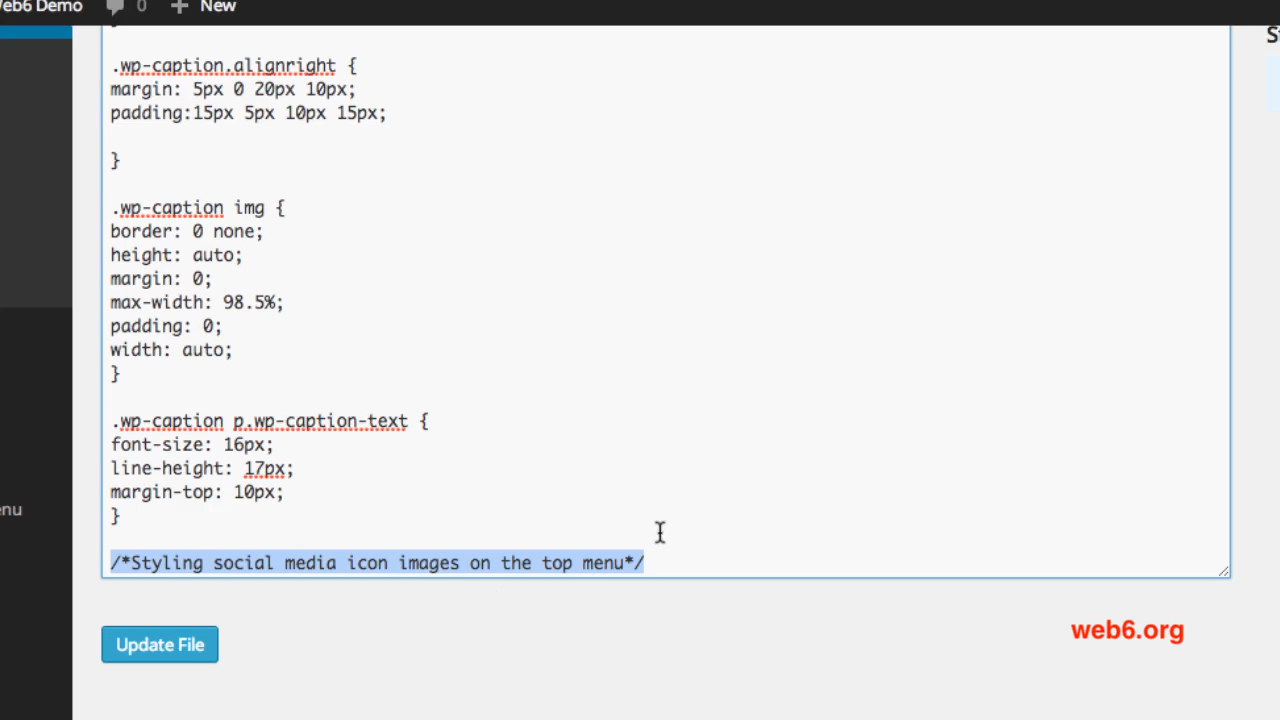 Web6 Demo 0 New
.wp-caption.alignright {
margin: 5px 0 20px 10px;
padding:15px 5px 10px 15px;
}
.wp-caption img {
border: 0 none;
height: auto;
margin: 0;
max-width: 98.5%;
padding: 0;
width: auto;
}
.wp-caption p.wp-caption-text {
font-size: 16px;
line-height: 17px;
margin-top: 10px;
}
/*Styling social media icon images on the top menu*/
enu
Update File
web6.org